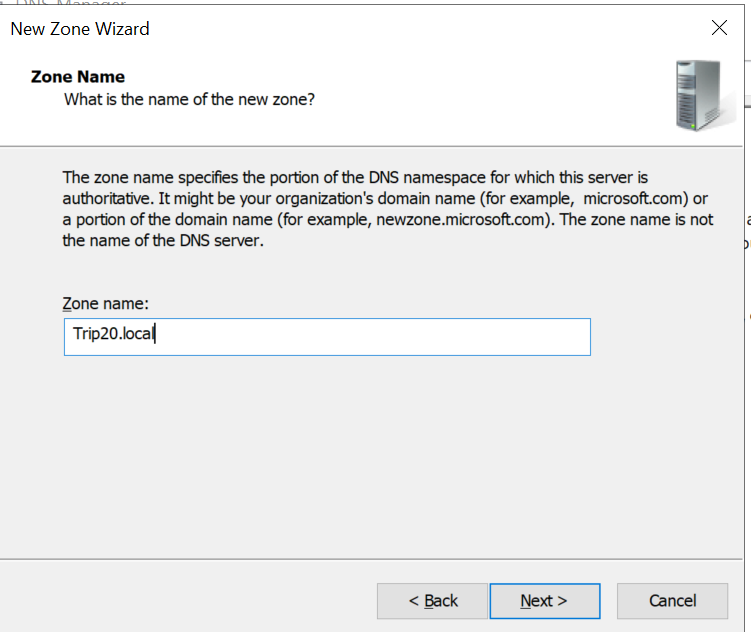 DNS Manager
New Zone Wizard
Zone Name
What is the name of the new zone?
The zone name specifies the portion of the DNS namespace for which this server is
authoritative. It might be your organization's domain name (for example, microsoft.com) or
a portion of the domain name (for example, newzone.microsoft.com). The zone name is not
the name of the DNS server.
Zone name:
Trip20.local
< Back
Next >
Cancel